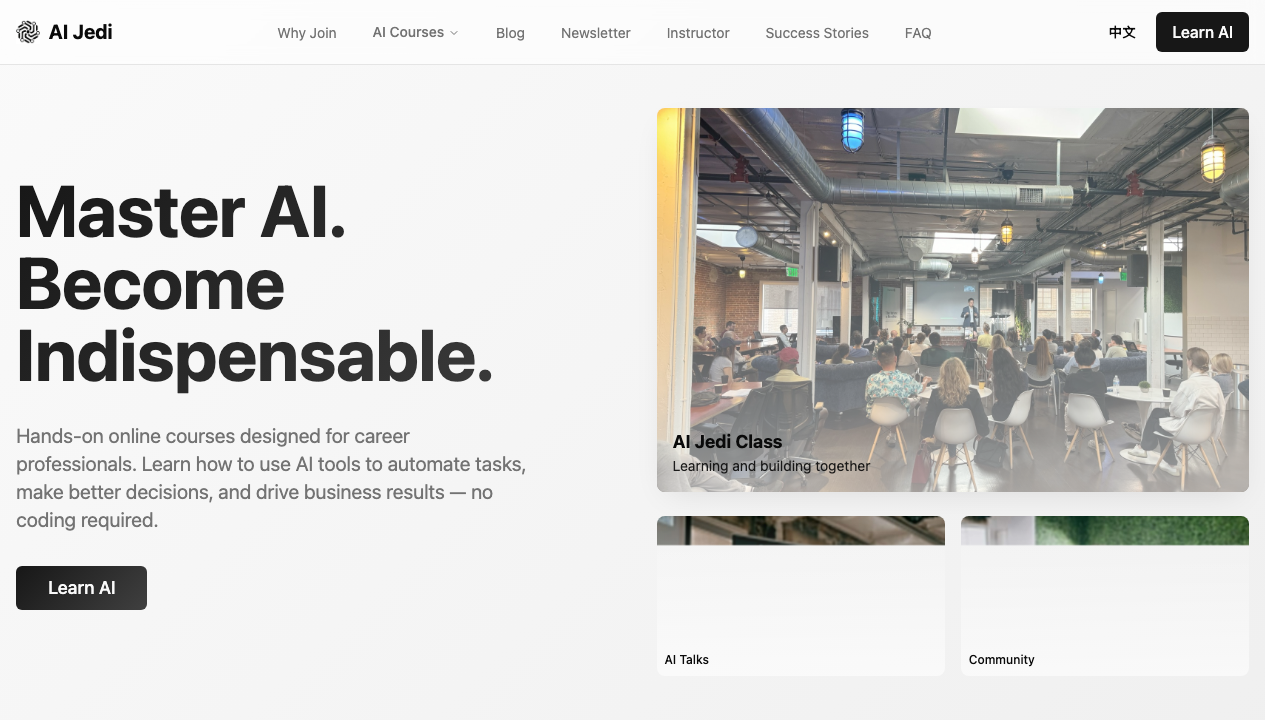 AI Jedi
Why Join
AI Courses
Blog
Newsletter
Instructor
Success Stories
FAQ
中文
Learn AI
Master AI.
Become
Indispensable.
Hands-on online courses designed for career
professionals. Learn how to use AI tools to automate tasks,
make better decisions, and drive business results — no
coding required.
Learn AI
AI Jedi Class
Learning and building together
AI Talks
Community